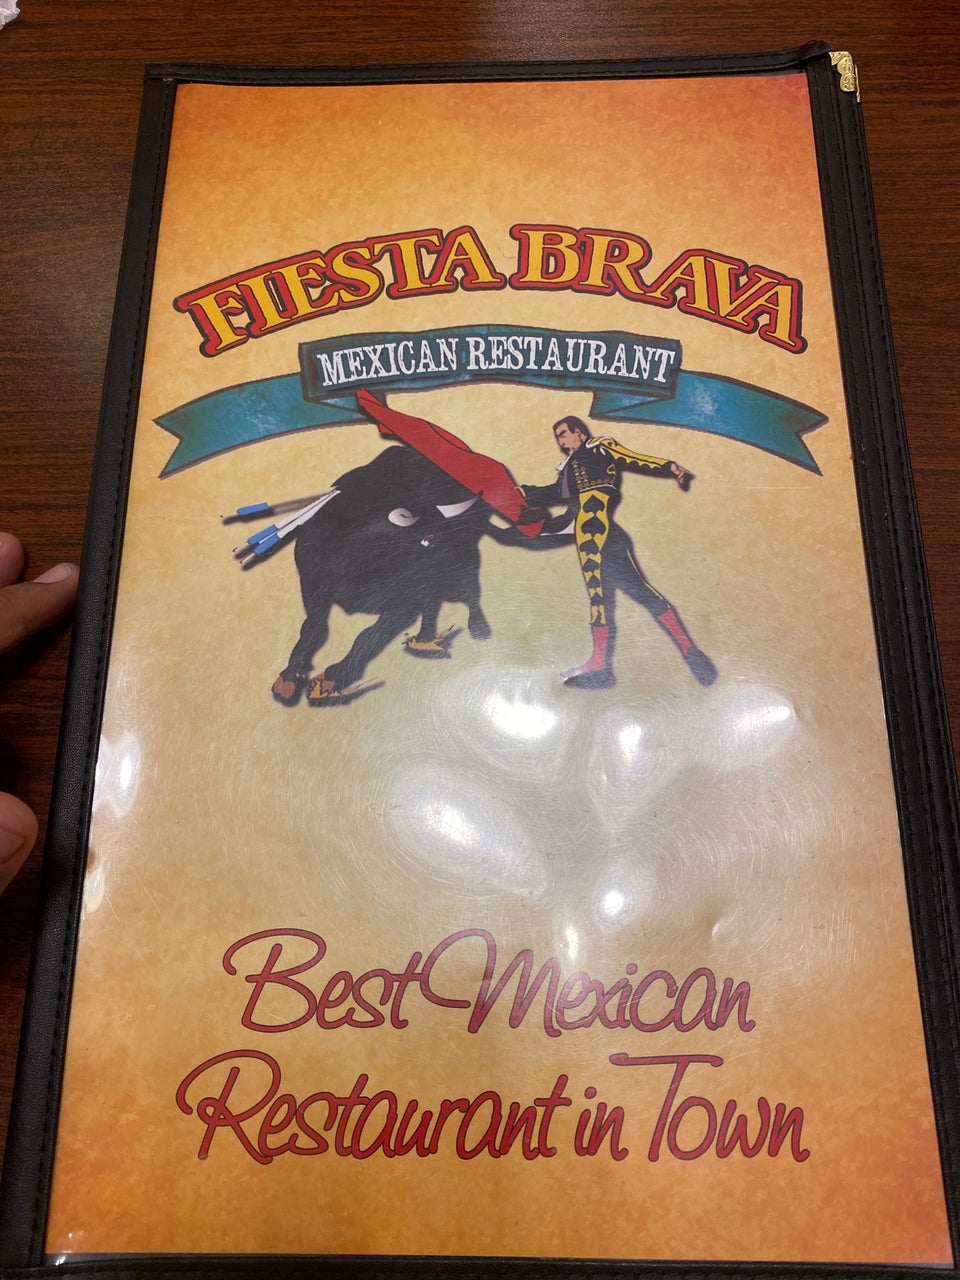 FIESTA BRAVA
MEXICAN RESTAURANT
Best Mexican
Restaurant in Town